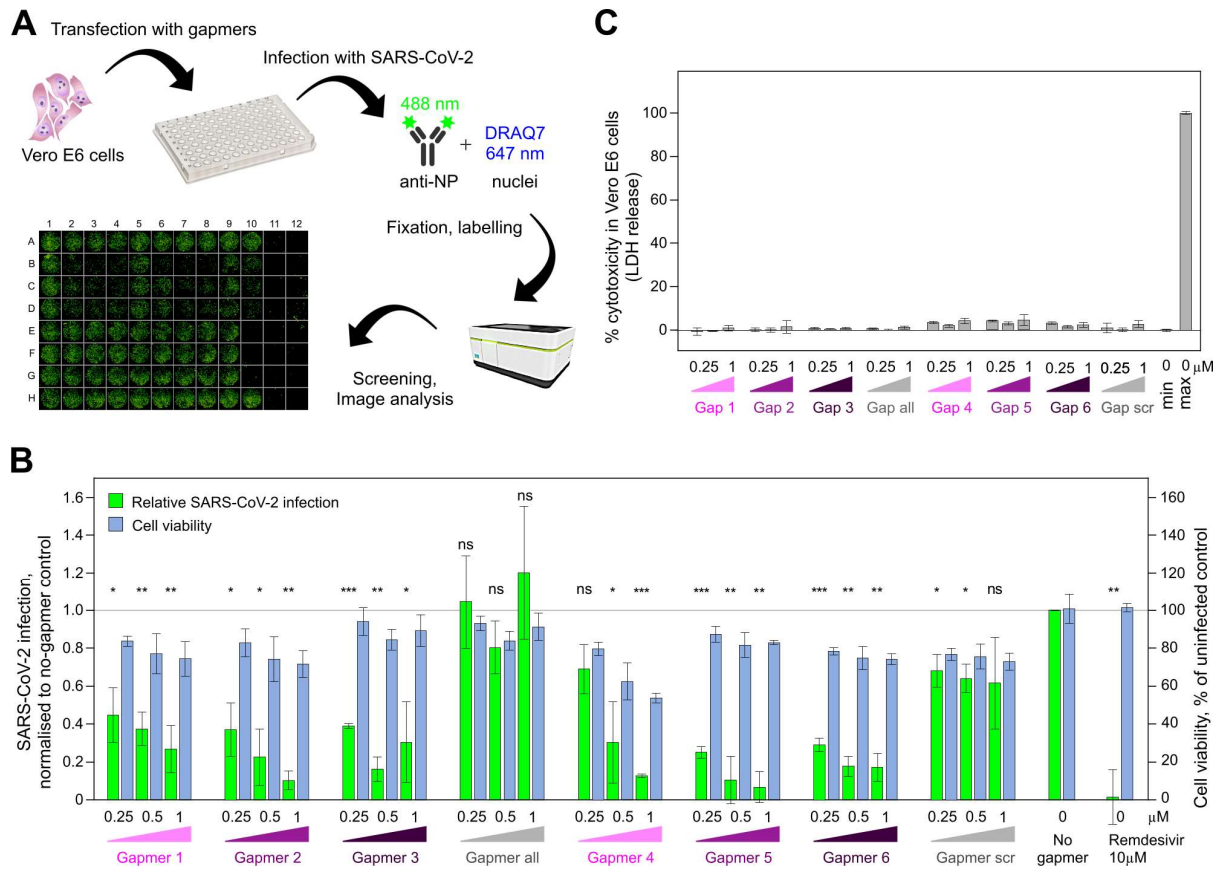 A
Transfection with gapmers
Infection with SARS-CoV-2
488 nm
DRAQ7
+
647 nm
Vero E6 cells
anti-NP
nuclei
Fixation, labelling
1 2 3 4 5 6 7 8 9 10 11 12
A
B
C
D
E
F
G
H
Screening,
Image analysis
C
% cytotoxicity in Vero E6 cells
(LDH release)
100
80
60
40
20
0
0.25 1 0.25 1 0.25 1 0.25 1 0.25 1 0.25 1 0.25 1 0.25 1 0 0 μM
Gap 1 Gap 2 Gap 3 Gap all Gap 4 Gap 5 Gap 6 Gap scr min max
B
SARS-CoV-2 infection,
normalised to no-gapmer control
1.6
1.4
1.2
1.0
0.8
0.6
0.4
0.2
0
Relative SARS-CoV-2 infection
Cell viability
* ** ** * * ** *** ** * ns ns ns ns * *** *** ** ** *** ** ** * * ns **
160
140
120
100
80
60
40
20
0
Cell viability, % of uninfected control
0.25 0.5 1 0.25 0.5 1 0.25 0.5 1 0.25 0.5 1 0.25 0.5 1 0.25 0.5 1 0.25 0.5 1 0.25 0.5 1 0 0 μM
Gapmer 1 Gapmer 2 Gapmer 3 Gapmer all Gapmer 4 Gapmer 5 Gapmer 6 Gapmer scr
No
gapmer
Remdesivir
10μM